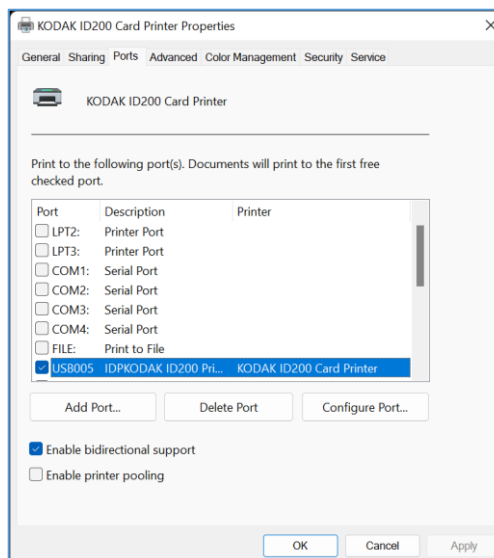 KODAK ID200 Card Printer Properties
General Sharing Ports Advanced Color Management Security Service
KODAK ID200 Card Printer
Print to the following port(s). Documents will print to the first free
checked port.
Port Description Printer
LPT2: Printer Port
LPT3: Printer Port
COM1: Serial Port
COM2: Serial Port
COM3: Serial Port
COM4: Serial Port
FILE: Print to File
USB005 IDPKODAK ID200 Pri... KODAK ID200 Card Printer
Add Port... Delete Port Configure Port...
Enable bidirectional support
Enable printer pooling
OK Cancel Apply